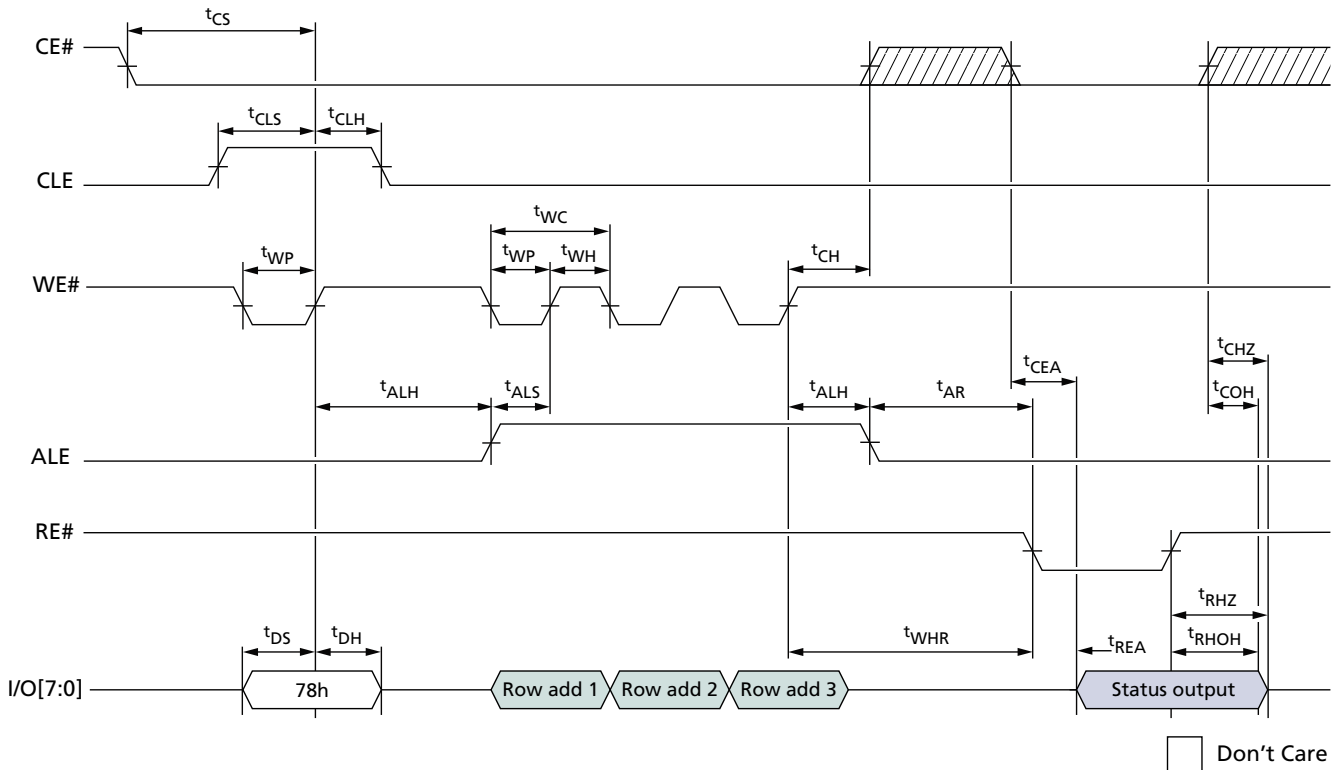 tCS
CE#
tCLS tCLH
CLE
tWC
tWP tWP tWH tCH
WE#
tCHZ
tCEA
tALH tALS tALH tAR tCOH
ALE
RE#
tRHZ
tDS tDH tWHR tREA tRHOH
I/O[7:0] 78h Row add 1 Row add 2 Row add 3 Status output
Don't Care